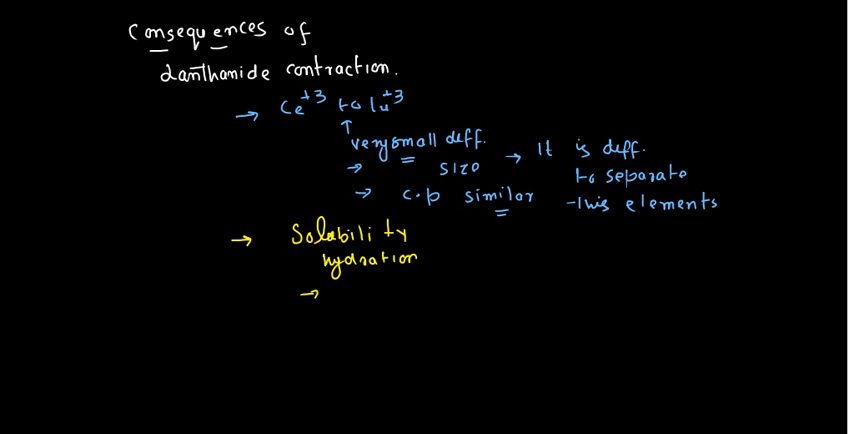 Consequences of
Lanthanide contraction.
→ Ce+3 to Lu+3
↑
very small diff.
→ size → It is diff.
to separate
→ c.p similar this elements
→ Solubility
hydration
→